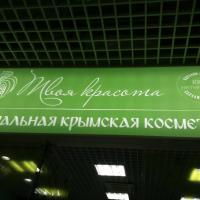 Твоя красота
АЛЬНАЯ КРЫМСКАЯ КОСМЕТ